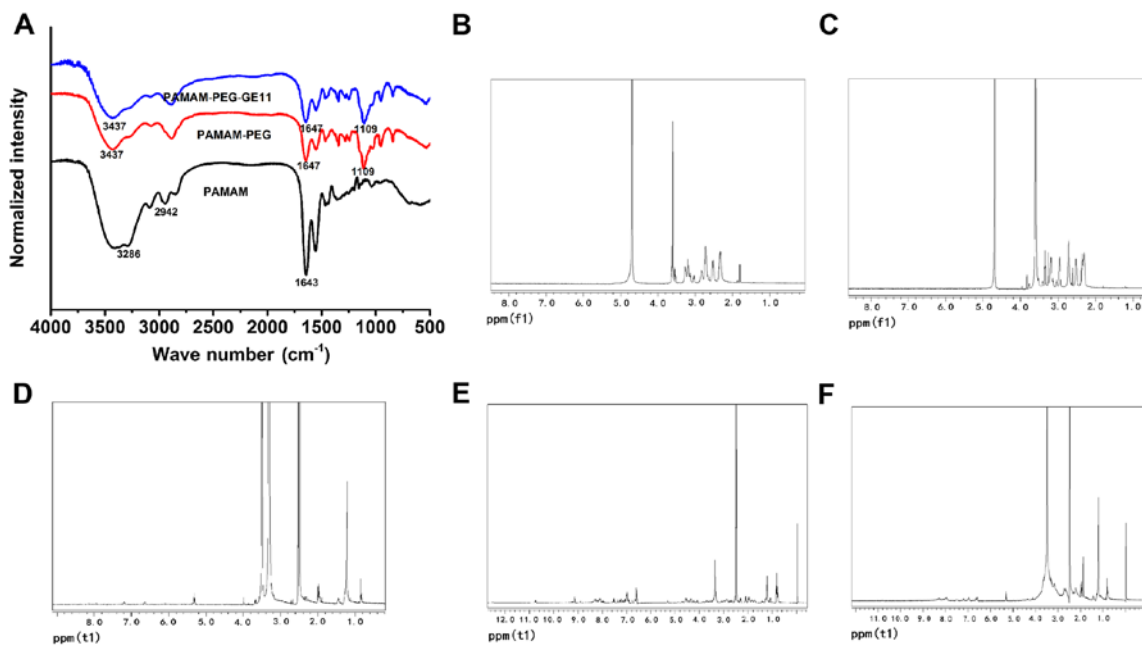 A
Normalized intensity
PAMAM-PEG-GE11
3437
1647
1109
PAMAM-PEG
3437
1647
1109
PAMAM
2942
3286
1643
4000 3500 3000 2500 2000 1500 1000 500
Wave number (cm⁻¹)
B
8.0 7.0 6.0 5.0 4.0 3.0 2.0 1.0
ppm(f1)
C
8.0 7.0 6.0 5.0 4.0 3.0 2.0 1.0
ppm(f1)
D
8.0 7.0 6.0 5.0 4.0 3.0 2.0 1.0
ppm(t1)
E
12.0 11.0 10.0 9.0 8.0 7.0 6.0 5.0 4.0 3.0 2.0 1.0 0.0
ppm(t1)
F
11.0 10.0 9.0 8.0 7.0 6.0 5.0 4.0 3.0 2.0 1.0 0.0
ppm(t1)